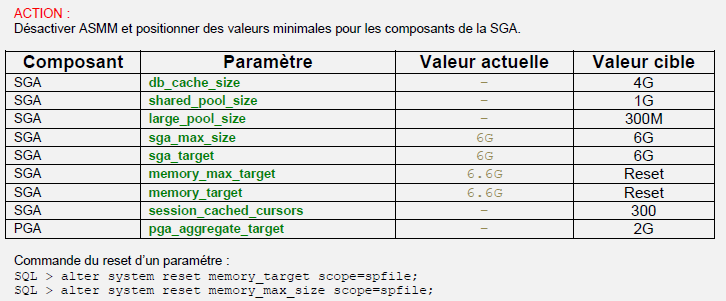 ACTION :
Désactiver ASMM et positionner des valeurs minimales pour les composants de la SGA.
Composant Paramètre Valeur actuelle Valeur cible
SGA db_cache_size – 4G
SGA shared_pool_size – 1G
SGA large_pool_size – 300M
SGA sga_max_size 6G 6G
SGA sga_target 6G 6G
SGA memory_max_target 6.6G Reset
SGA memory_target 6.6G Reset
SGA session_cached_cursors – 300
PGA pga_aggregate_target – 2G
Commande du reset d'un paramétre :
SQL > alter system reset memory_target scope=spfile;
SQL > alter system reset memory_max_size scope=spfile;